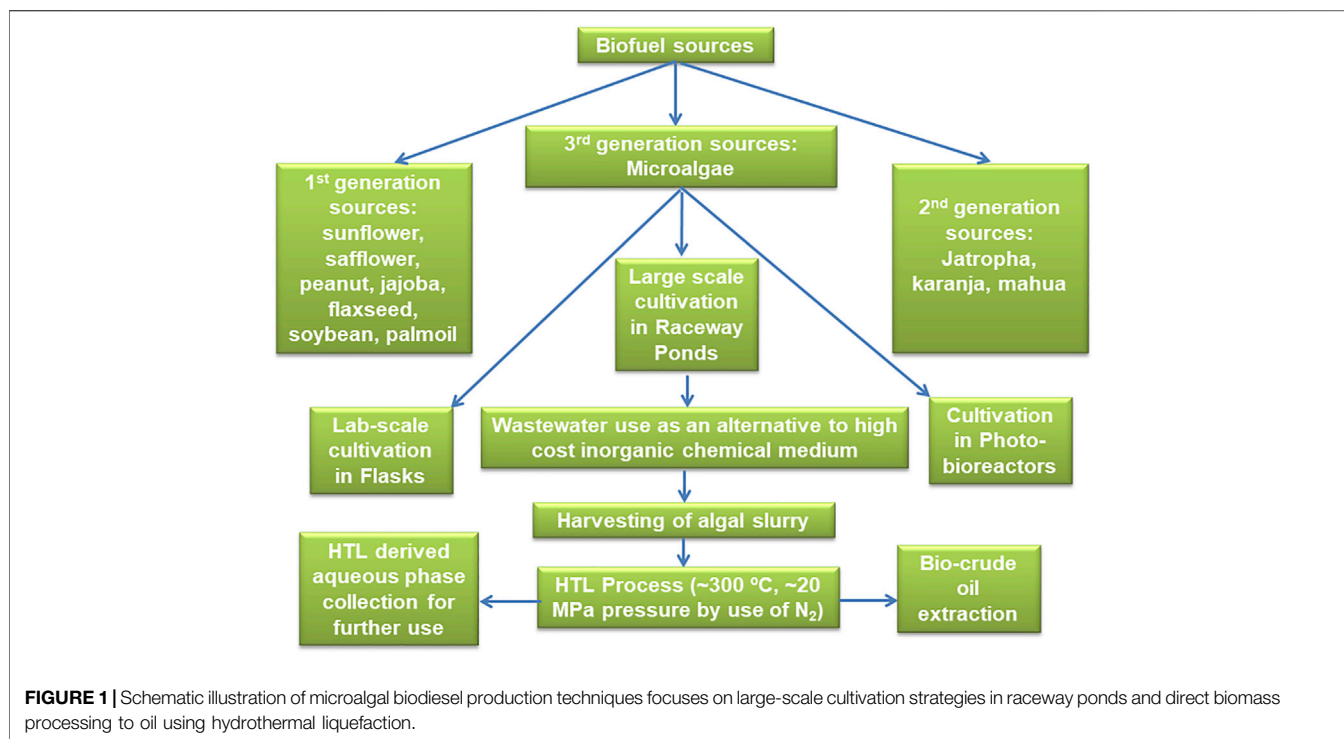 Biofuel sources
3rd generation sources:
Microalgae
1st generation
sources:
sunflower,
safflower,
peanut, jajoba,
flaxseed,
soybean, palmoil
2nd generation
sources:
Jatropha,
karanja, mahua
Large scale
cultivation
in Raceway
Ponds
Lab-scale
cultivation
in Flasks
Wastewater use as an alternative to high
cost inorganic chemical medium
Cultivation
in Photo-
bioreactors
Harvesting of algal slurry
HTL derived
aqueous phase
collection for
further use
HTL Process (~300 ºC, ~20
MPa pressure by use of N2)
Bio-crude
oil
extraction
FIGURE 1 | Schematic illustration of microalgal biodiesel production techniques focuses on large-scale cultivation strategies in raceway ponds and direct biomass
processing to oil using hydrothermal liquefaction.